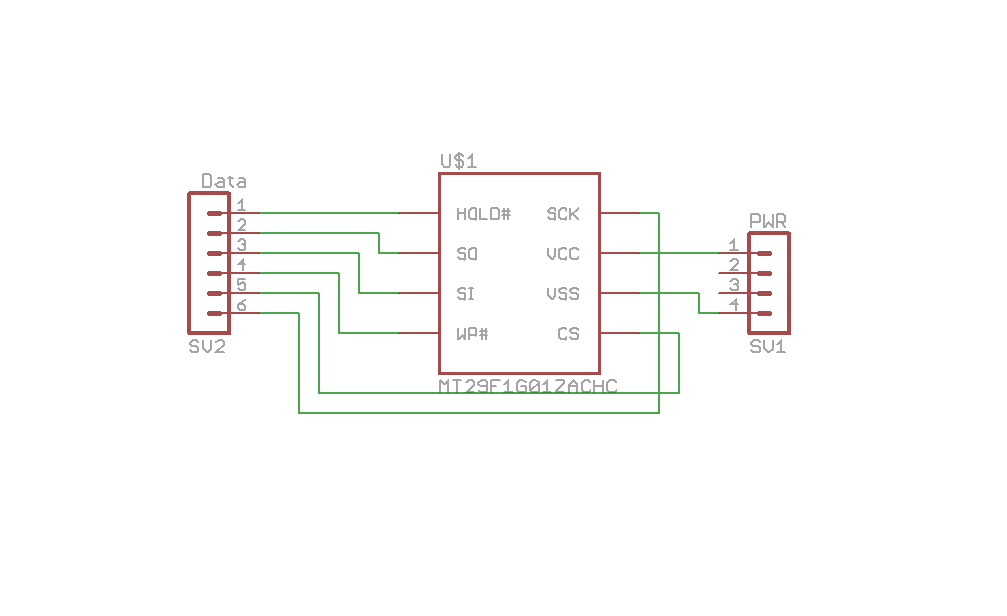 U$1
Data
1
2
3
4
5
6
SV2
HOLD# SCK
SO VCC
SI VSS
WP# CS
MT29F1G01ZACHC
PWR
1
2
3
4
SV1